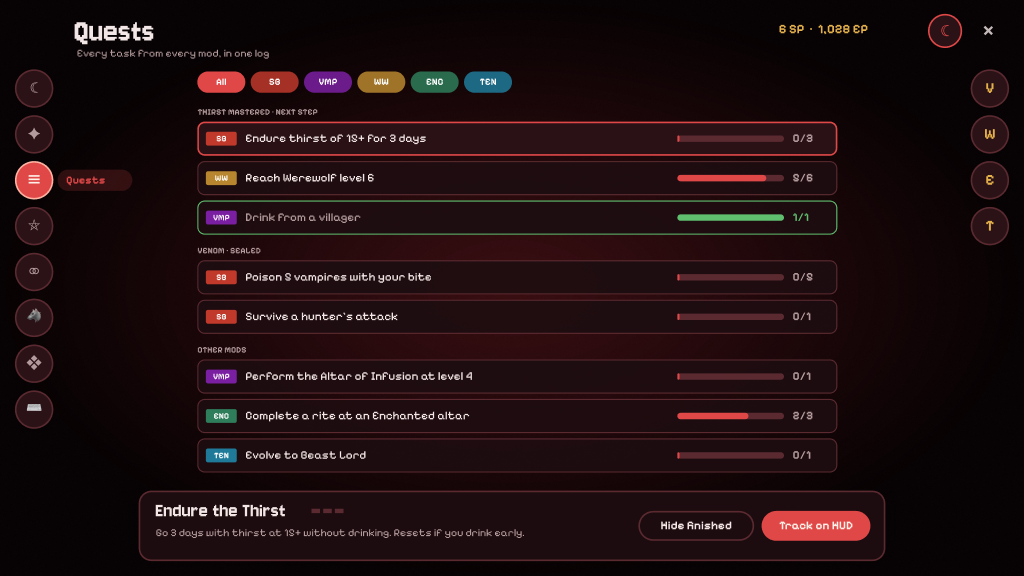 Quests
Every task from every mod, in one log
6 SP · 1,088 EP
☾
×
All
SG
VMP
WW
ENC
TEN
THIRST MASTERED · NEXT STEP
SG Endure thirst of 18+ for 3 days 0/3
WW Reach Werewolf level 6 5/6
VMP Drink from a villager 1/1
VENOM · SEALED
SG Poison 5 vampires with your bite 0/5
SG Survive a hunter's attack 0/1
OTHER MODS
VMP Perform the Altar of Infusion at level 4 0/1
ENC Complete a rite at an Enchanted altar 2/3
TEN Evolve to Beast Lord 0/1
Quests
V
W
E
T
Endure the Thirst
Go 3 days with thirst at 18+ without drinking. Resets if you drink early.
Hide finished
Track on HUD